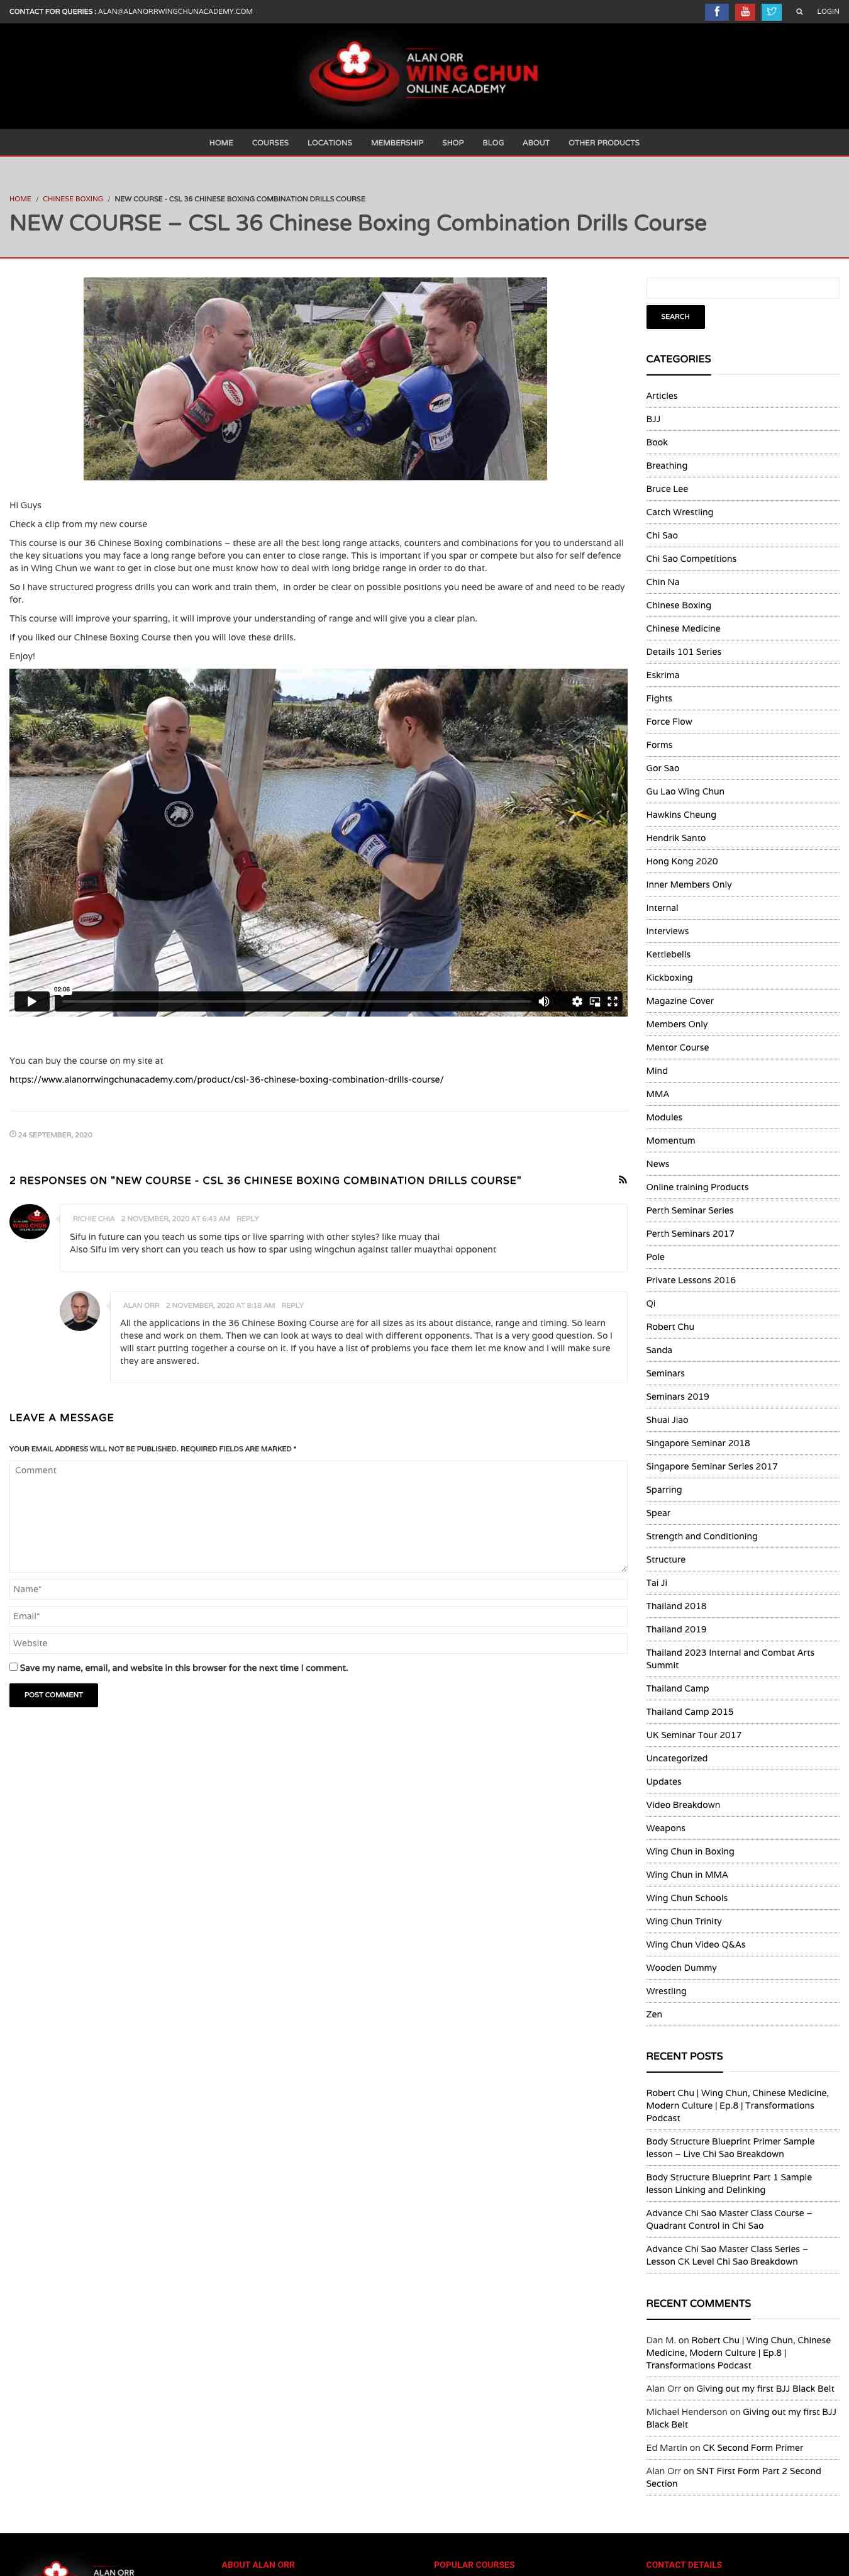 CONTACT FOR QUERIES : ALAN@ALANORRWINGCHUNACADEMY.COM
LOGIN
ALAN ORR
WING CHUN
ONLINE ACADEMY
HOME COURSES LOCATIONS MEMBERSHIP SHOP BLOG ABOUT OTHER PRODUCTS
HOME / CHINESE BOXING / NEW COURSE - CSL 36 CHINESE BOXING COMBINATION DRILLS COURSE
NEW COURSE – CSL 36 Chinese Boxing Combination Drills Course
Hi Guys
Check a clip from my new course
This course is our 36 Chinese Boxing combinations – these are all the best long range attacks, counters and combinations for you to understand all
the key situations you may face a long range before you can enter to close range. This is important if you spar or compete but also for self defence
as in Wing Chun we want to get in close but one must know how to deal with long bridge range in order to do that.
So I have structured progress drills you can work and train them,  in order be clear on possible positions you need be aware of and need to be ready
for.
This course will improve your sparring, it will improve your understanding of range and will give you a clear plan.
If you liked our Chinese Boxing Course then you will love these drills.
Enjoy!
02:06
You can buy the course on my site at
https://www.alanorrwingchunacademy.com/product/csl-36-chinese-boxing-combination-drills-course/
24 SEPTEMBER, 2020
2 RESPONSES ON "NEW COURSE - CSL 36 CHINESE BOXING COMBINATION DRILLS COURSE"
RICHIE CHIA 2 NOVEMBER, 2020 AT 6:43 AM REPLY
Sifu in future can you teach us some tips or live sparring with other styles? like muay thai
Also Sifu im very short can you teach us how to spar using wingchun against taller muaythai opponent
ALAN ORR 2 NOVEMBER, 2020 AT 8:18 AM REPLY
All the applications in the 36 Chinese Boxing Course are for all sizes as its about distance, range and timing. So learn
these and work on them. Then we can look at ways to deal with different opponents. That is a very good question. So I
will start putting together a course on it. If you have a list of problems you face them let me know and I will make sure
they are answered.
LEAVE A MESSAGE
YOUR EMAIL ADDRESS WILL NOT BE PUBLISHED. REQUIRED FIELDS ARE MARKED *
Comment
Name*
Email*
Website
Save my name, email, and website in this browser for the next time I comment.
POST COMMENT
SEARCH
CATEGORIES
Articles
BJJ
Book
Breathing
Bruce Lee
Catch Wrestling
Chi Sao
Chi Sao Competitions
Chin Na
Chinese Boxing
Chinese Medicine
Details 101 Series
Eskrima
Fights
Force Flow
Forms
Gor Sao
Gu Lao Wing Chun
Hawkins Cheung
Hendrik Santo
Hong Kong 2020
Inner Members Only
Internal
Interviews
Kettlebells
Kickboxing
Magazine Cover
Members Only
Mentor Course
Mind
MMA
Modules
Momentum
News
Online training Products
Perth Seminar Series
Perth Seminars 2017
Pole
Private Lessons 2016
Qi
Robert Chu
Sanda
Seminars
Seminars 2019
Shuai Jiao
Singapore Seminar 2018
Singapore Seminar Series 2017
Sparring
Spear
Strength and Conditioning
Structure
Tai Ji
Thailand 2018
Thailand 2019
Thailand 2023 Internal and Combat Arts
Summit
Thailand Camp
Thailand Camp 2015
UK Seminar Tour 2017
Uncategorized
Updates
Video Breakdown
Weapons
Wing Chun in Boxing
Wing Chun in MMA
Wing Chun Schools
Wing Chun Trinity
Wing Chun Video Q&As
Wooden Dummy
Wrestling
Zen
RECENT POSTS
Robert Chu | Wing Chun, Chinese Medicine,
Modern Culture | Ep.8 | Transformations
Podcast
Body Structure Blueprint Primer Sample
lesson – Live Chi Sao Breakdown
Body Structure Blueprint Part 1 Sample
lesson Linking and Delinking
Advance Chi Sao Master Class Course –
Quadrant Control in Chi Sao
Advance Chi Sao Master Class Series –
Lesson CK Level Chi Sao Breakdown
RECENT COMMENTS
Dan M. on Robert Chu | Wing Chun, Chinese
Medicine, Modern Culture | Ep.8 |
Transformations Podcast
Alan Orr on Giving out my first BJJ Black Belt
Michael Henderson on Giving out my first BJJ
Black Belt
Ed Martin on CK Second Form Primer
Alan Orr on SNT First Form Part 2 Second
Section
ALAN ORR
ABOUT ALAN ORR
POPULAR COURSES
CONTACT DETAILS